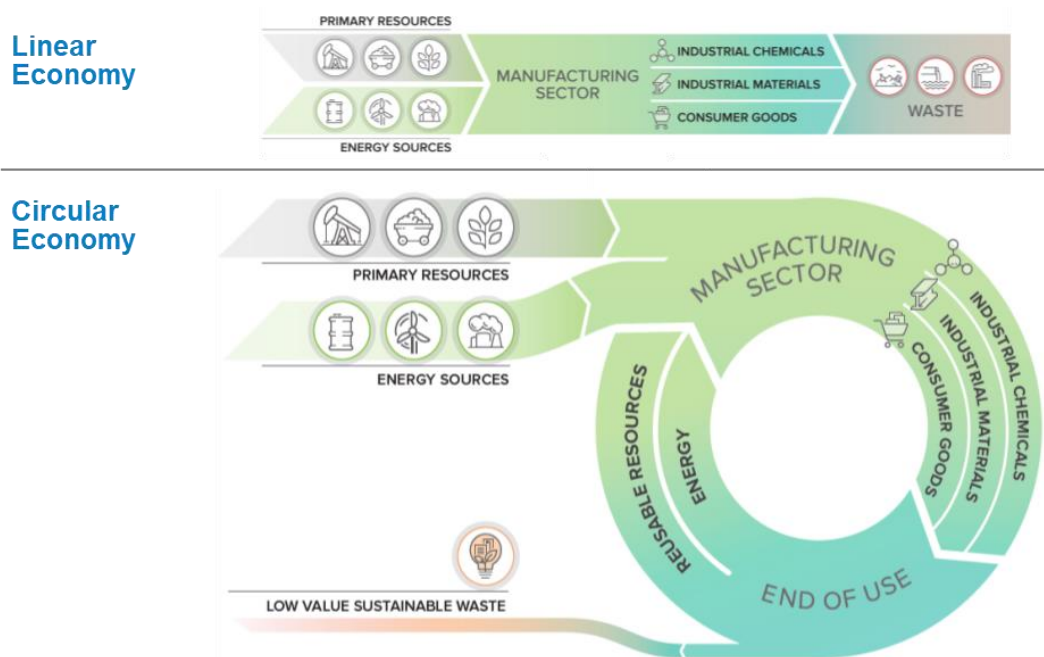 Linear
Economy
PRIMARY RESOURCES
ENERGY SOURCES
MANUFACTURING
SECTOR
INDUSTRIAL CHEMICALS
INDUSTRIAL MATERIALS
CONSUMER GOODS
WASTE
Circular
Economy
PRIMARY RESOURCES
ENERGY SOURCES
MANUFACTURING
SECTOR
INDUSTRIAL CHEMICALS
INDUSTRIAL MATERIALS
CONSUMER GOODS
REUSABLE RESOURCES
ENERGY
END OF USE
LOW VALUE SUSTAINABLE WASTE